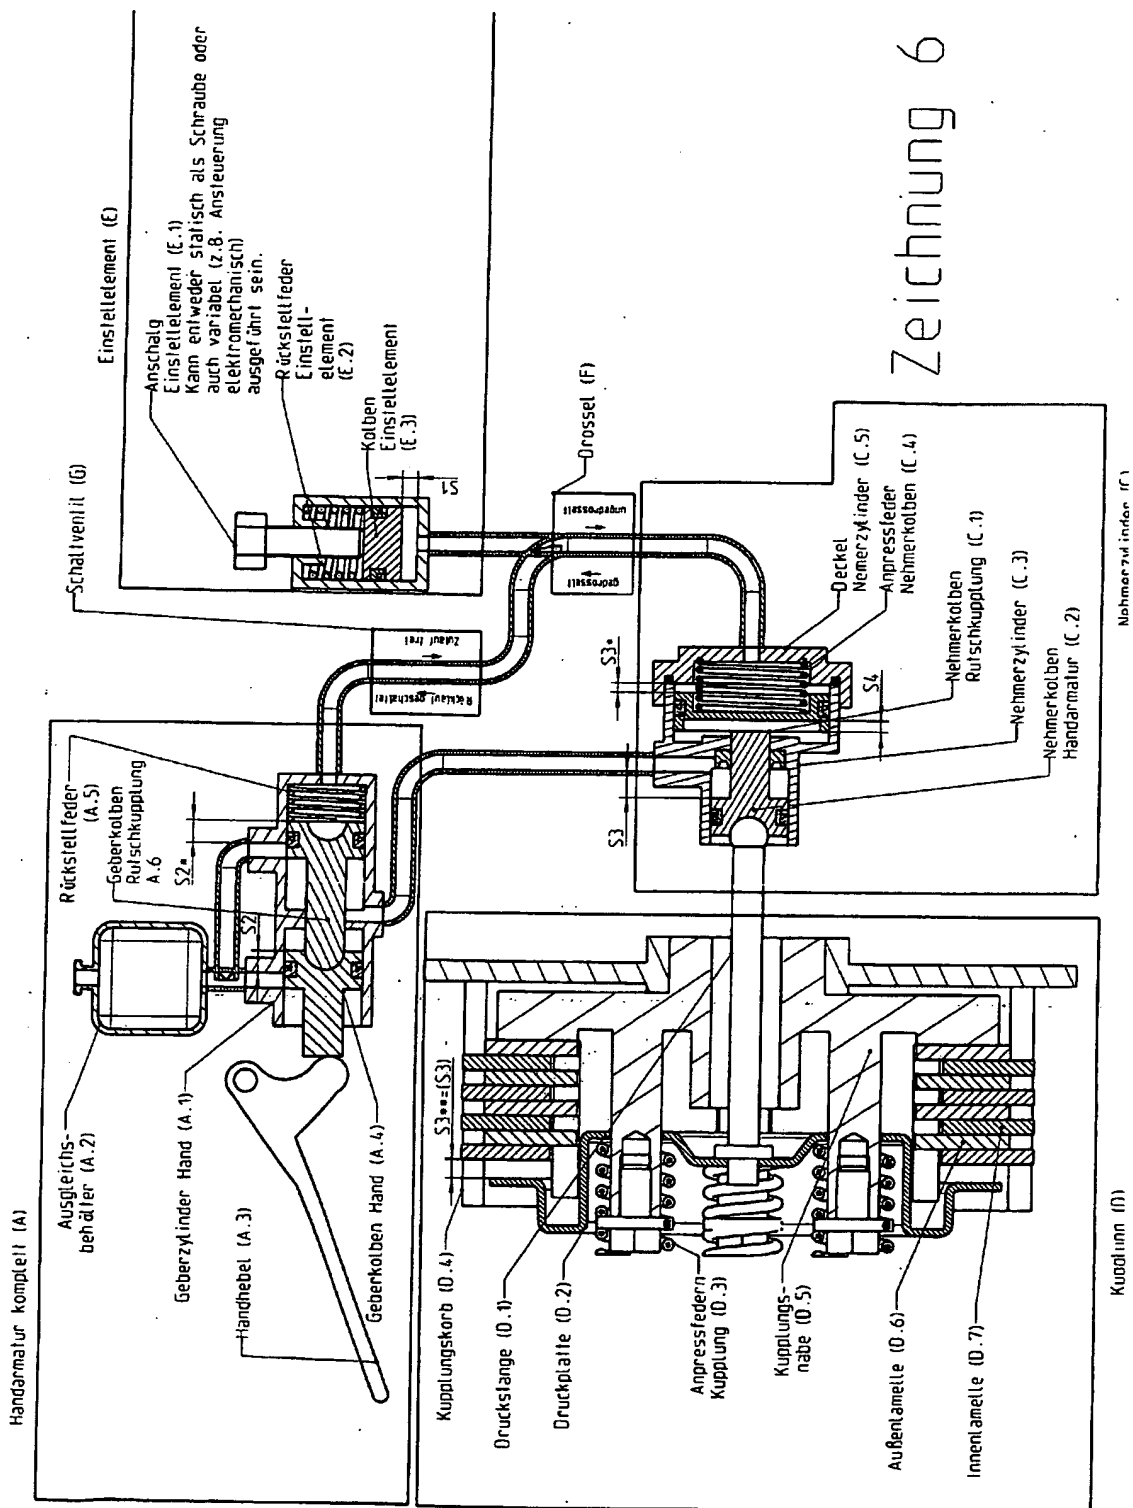 Handarmatur komplett (A)
Ausgleichs-
behälter (A.2)
Geberzylinder Hand (A.1)
Handhebel (A.3)
Geberkolben Hand (A.4)
Rückstellfeder
(A.5)
Geberkolben
Rutschkupplung
A.6
S2*
S2
Schaltventil (G)
Zulauf frei
Rücklauf geschaltet
Einstellelement (E)
Anschalg
Einstellelement (E.1)
Kann entweder statisch als Schraube oder
auch variabel (z.B. Ansteuerung
elektromechanisch)
ausgeführt sein.
Rückstellfeder
Einstell-
element
(E.2)
Kolben
Einstellelement
(E.3)
S1
Drossel (F)
ungedrosselt
gedrosselt
Kupplungskorb (D.4)
Druckstange (D.1)
Druckplatte (D.2)
Anpressfedern
Kupplung (D.3)
Kupplungs-
nabe (D.5)
Außenlamelle (D.6)
Innenlamelle (D.7)
S3**=(S3)
Kupplung (D)
S3
S3*
S4
Deckel
Nemerzylinder (C.5)
Anpressfeder
Nehmerkolben (C.4)
Nehmerkolben
Rutschkupplung (C.1)
Nehmerzylinder (C.3)
Nehmerkolben
Handarmatur (C.2)
Nehmerzylinder (C)
Zeichnung 6